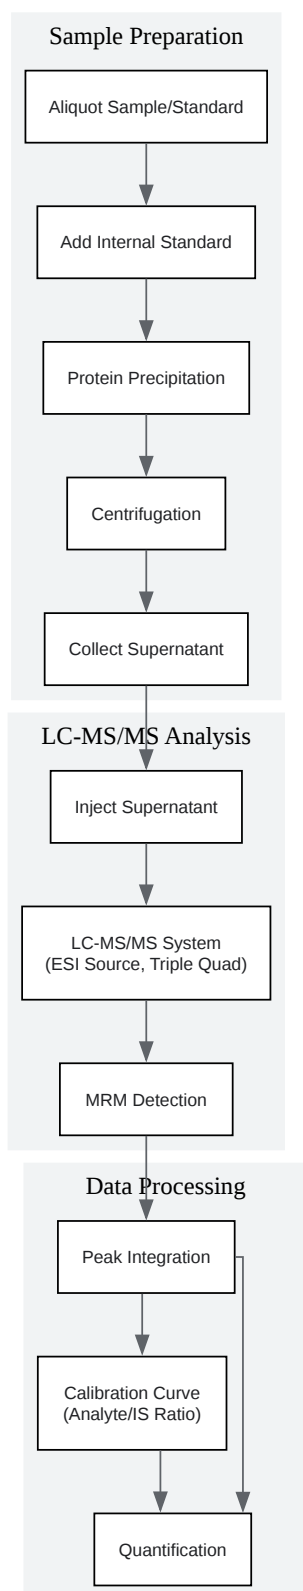 Sample Preparation
Aliquot Sample/Standard
Add Internal Standard
Protein Precipitation
Centrifugation
Collect Supernatant
LC-MS/MS Analysis
Inject Supernatant
LC-MS/MS System
(ESI Source, Triple Quad)
MRM Detection
Data Processing
Peak Integration
Calibration Curve
(Analyte/IS Ratio)
Quantification